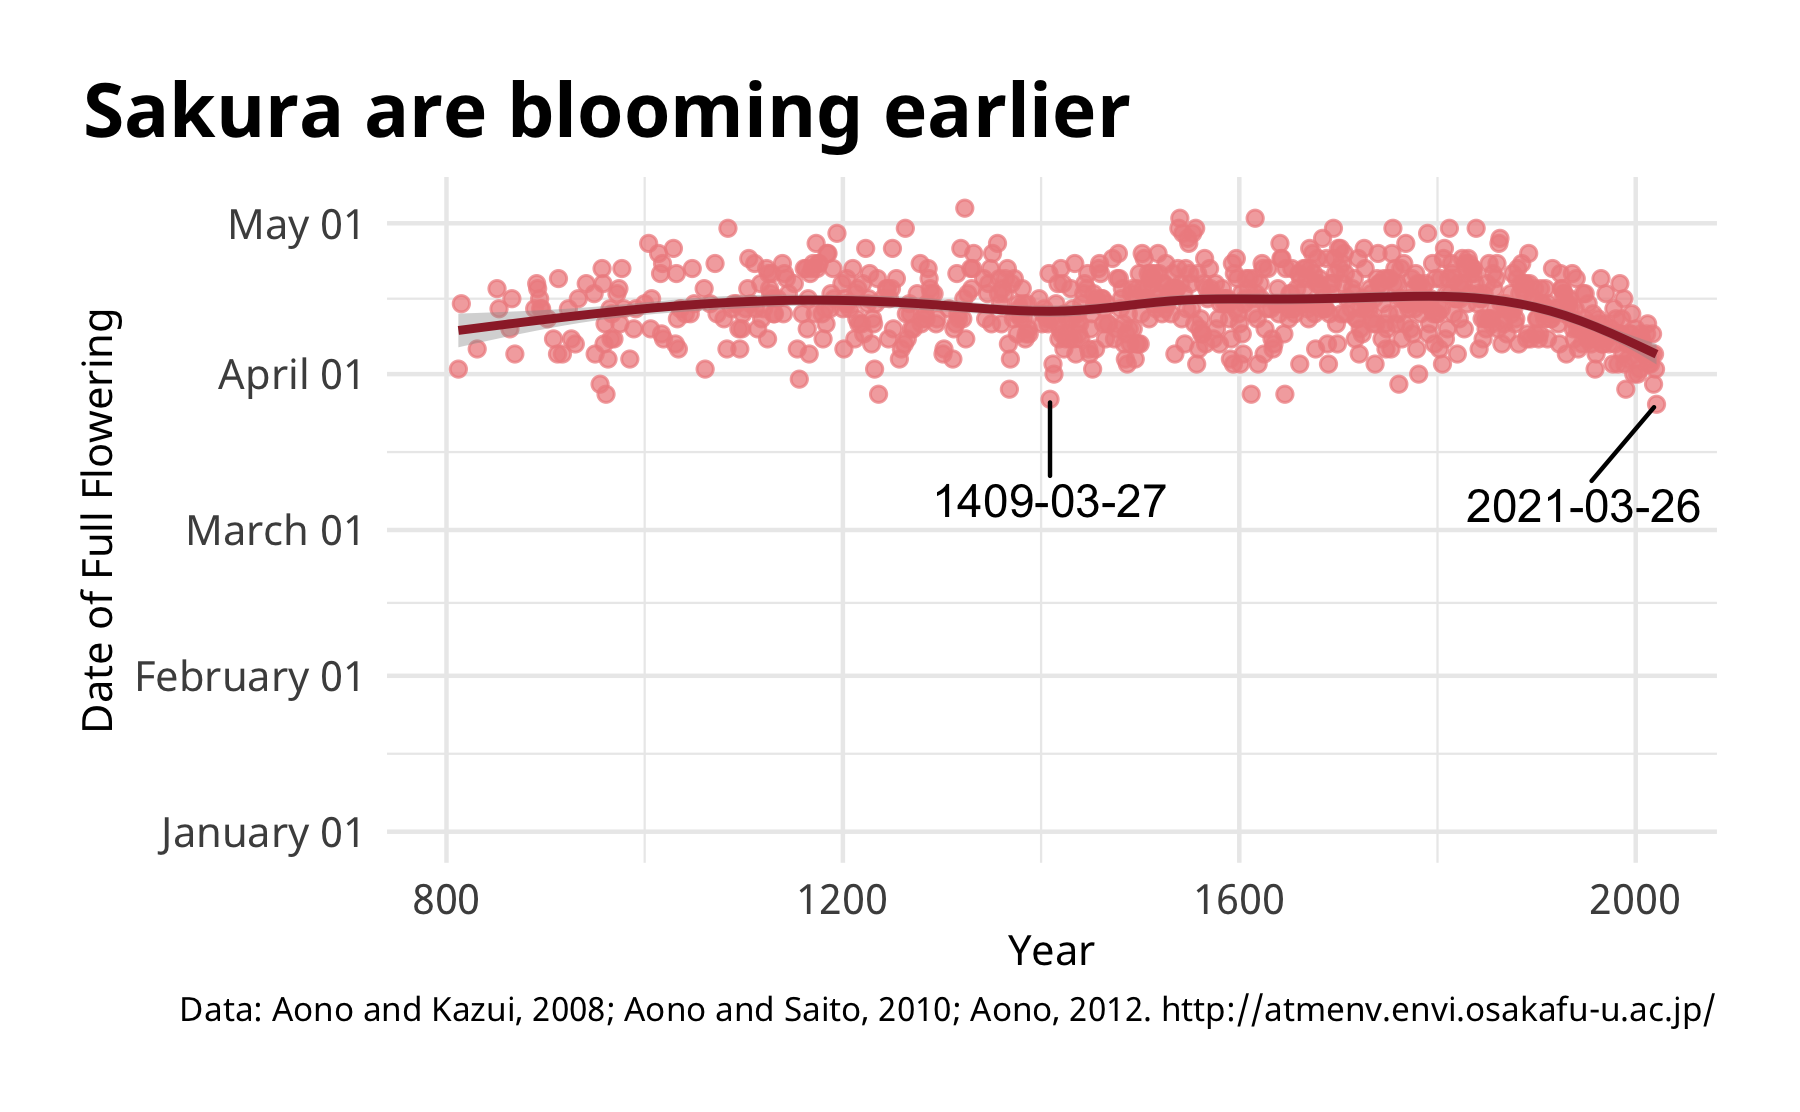 Sakura are blooming earlier
Date of Full Flowering
May 01
April 01
March 01
February 01
January 01
1409-03-27
2021-03-26
800
1200
1600
2000
Year
Data: Aono and Kazui, 2008; Aono and Saito, 2010; Aono, 2012. http://atmenv.envi.osakafu-u.ac.jp/